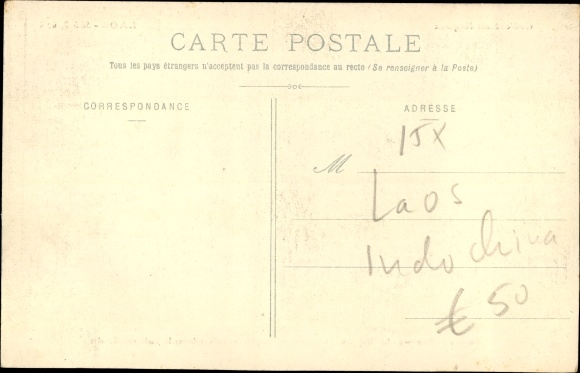 CARTE POSTALE
Tous les pays étrangers n'acceptent pas la correspondance au recto (Se renseigner à la Poste)
CORRESPONDANCE
ADRESSE
15x
M
Laos
Indochina
£ 50